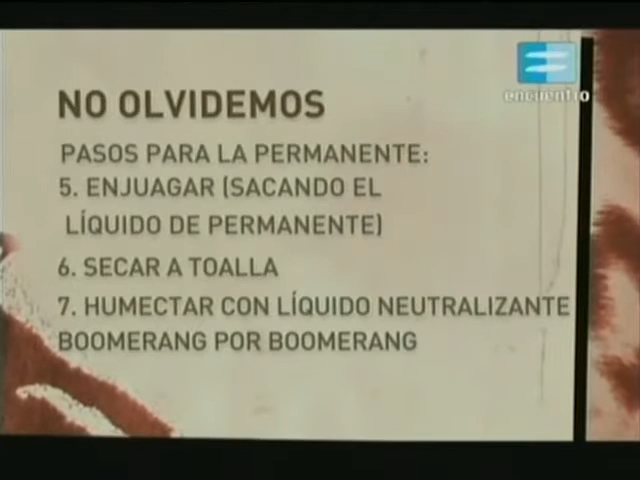 encuentro
NO OLVIDEMOS
PASOS PARA LA PERMANENTE:
5. ENJUAGAR (SACANDO EL
LÍQUIDO DE PERMANENTE)
6. SECAR A TOALLA
7. HUMECTAR CON LÍQUIDO NEUTRALIZANTE
BOOMERANG POR BOOMERANG